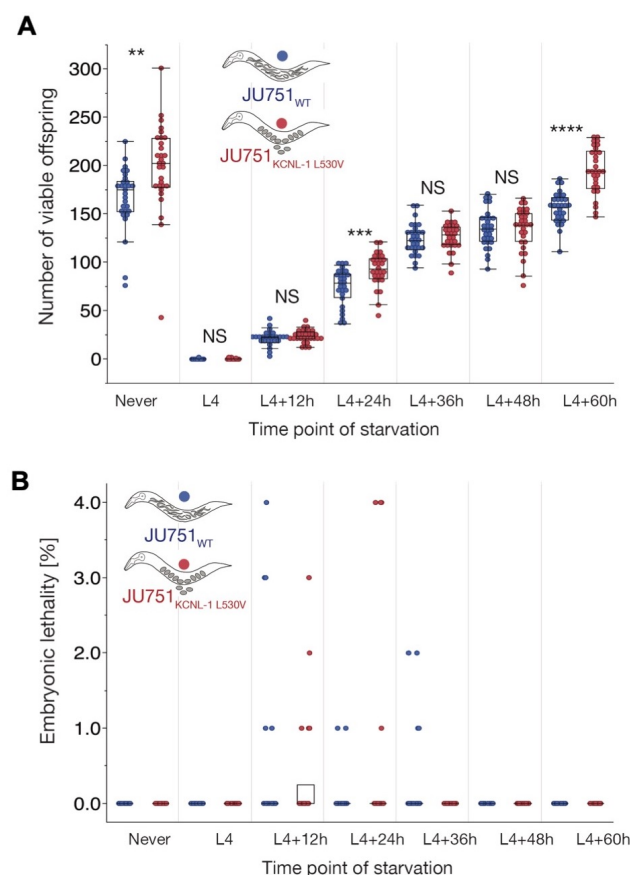 A
Number of viable offspring
300
250
200
150
100
50
0
**
NS
NS
***
NS
NS
****
JU751WT
JU751KCNL-1 L530V
Never L4 L4+12h L4+24h L4+36h L4+48h L4+60h
Time point of starvation
B
Embryonic lethality [%]
4.0
3.0
2.0
1.0
0.0
JU751WT
JU751KCNL-1 L530V
Never L4 L4+12h L4+24h L4+36h L4+48h L4+60h
Time point of starvation